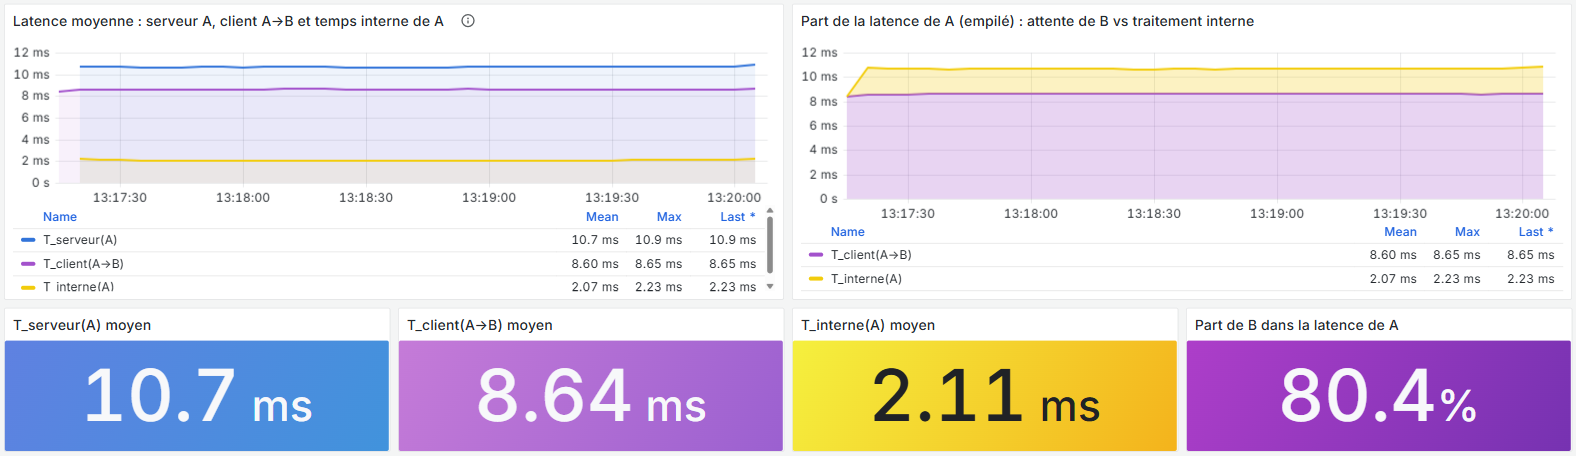 Latence moyenne : serveur A, client A→B et temps interne de A
12 ms
10 ms
8 ms
6 ms
4 ms
2 ms
0 s
13:17:30 13:18:00 13:18:30 13:19:00 13:19:30 13:20:00
Name Mean Max Last *
T_serveur(A) 10.7 ms 10.9 ms 10.9 ms
T_client(A→B) 8.60 ms 8.65 ms 8.65 ms
T_interne(A) 2.07 ms 2.23 ms 2.23 ms
Part de la latence de A (empilé) : attente de B vs traitement interne
12 ms
10 ms
8 ms
6 ms
4 ms
2 ms
0 s
13:17:30 13:18:00 13:18:30 13:19:00 13:19:30 13:20:00
Name Mean Max Last *
T_client(A→B) 8.60 ms 8.65 ms 8.65 ms
T_interne(A) 2.07 ms 2.23 ms 2.23 ms
T_serveur(A) moyen
10.7 ms
T_client(A→B) moyen
8.64 ms
T_interne(A) moyen
2.11 ms
Part de B dans la latence de A
80.4%